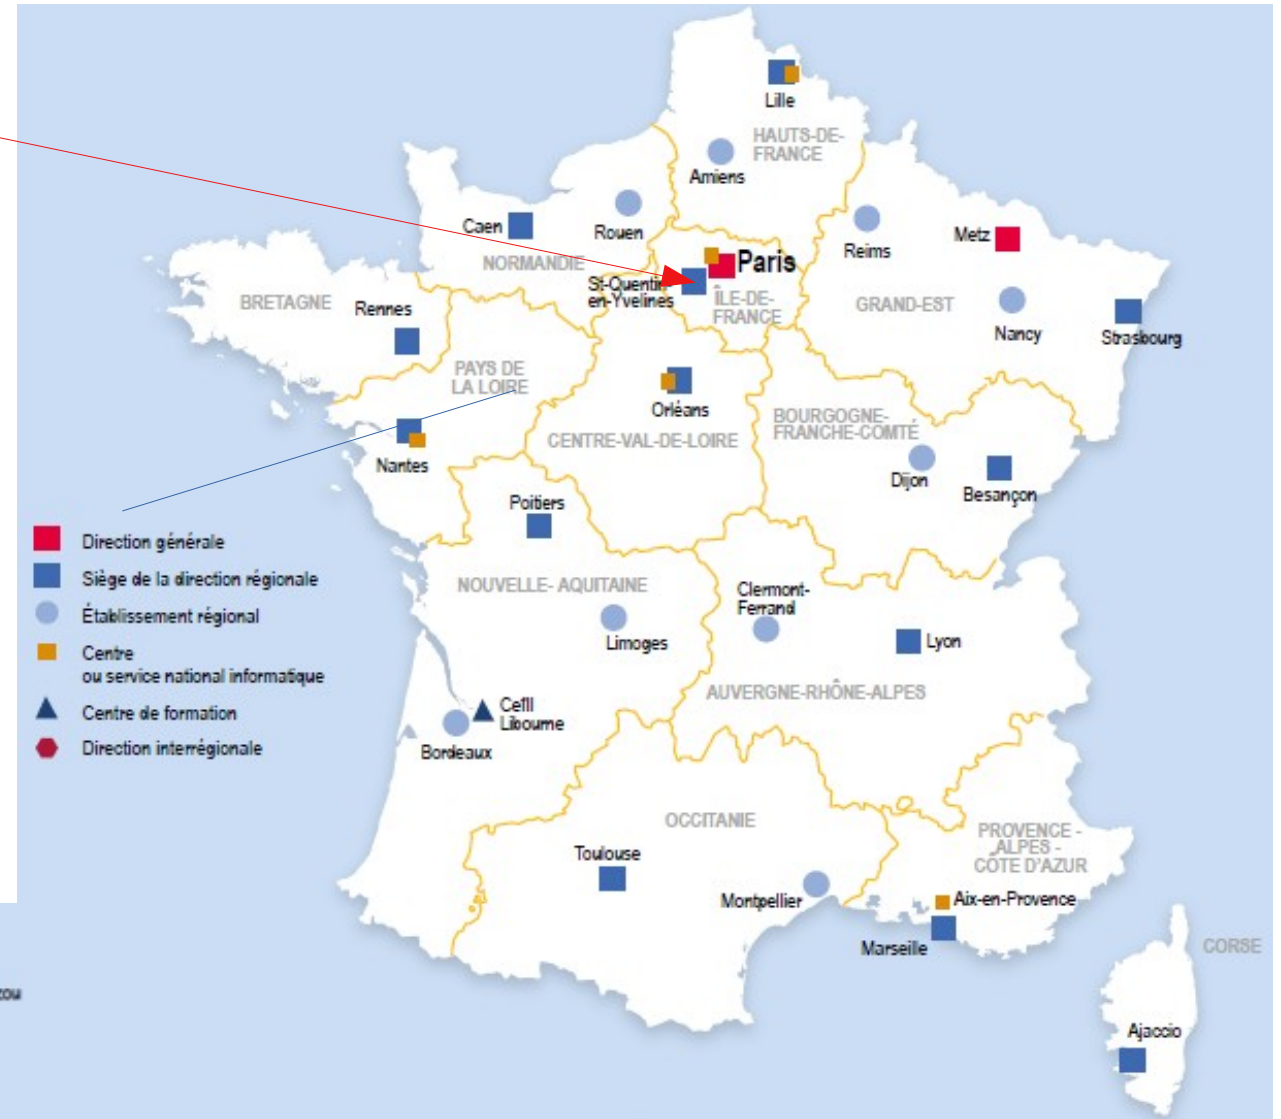 Lille
HAUTS-DE-
FRANCE
Amiens
Caen
Rouen
NORMANDIE
Reims
Metz
Paris
St-Quentin
en-Yvelines
ÎLE-DE-
FRANCE
GRAND-EST
Nancy
Strasbourg
BRETAGNE
Rennes
PAYS DE
LA LOIRE
Orléans
CENTRE-VAL-DE-LOIRE
BOURGOGNE-
FRANCHE-COMTÉ
Dijon
Besançon
Nantes
Poitiers
Direction générale
Siège de la direction régionale
Établissement régional
Centre
ou service national informatique
Centre de formation
Direction interrégionale
NOUVELLE- AQUITAINE
Limoges
Clermont-
Ferrand
Lyon
AUVERGNE-RHÔNE-ALPES
Cefil
Libourne
Bordeaux
OCCITANIE
Toulouse
Montpellier
PROVENCE -
ALPES -
CÔTE D'AZUR
Aix-en-Provence
Marseille
CORSE
Ajaccio